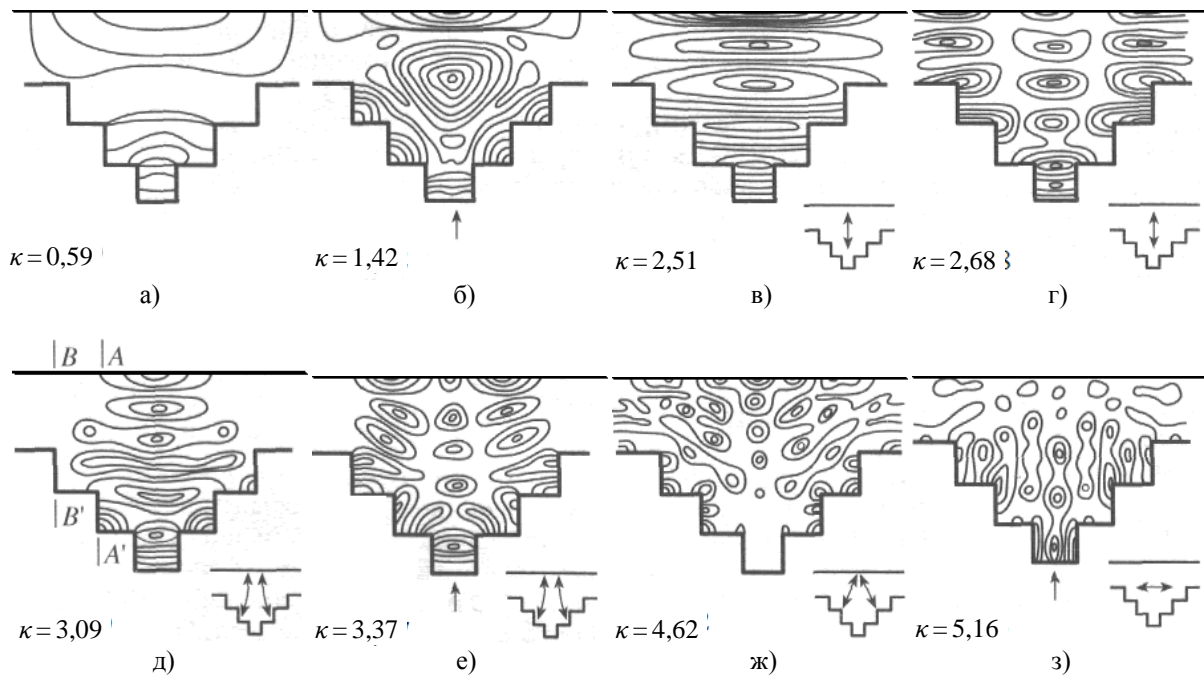 κ = 0,59
κ = 1,42
κ = 2,51
κ = 2,68
а)
б)
в)
г)
B A
B'
A'
κ = 3,09
κ = 3,37
κ = 4,62
κ = 5,16
д)
е)
ж)
з)